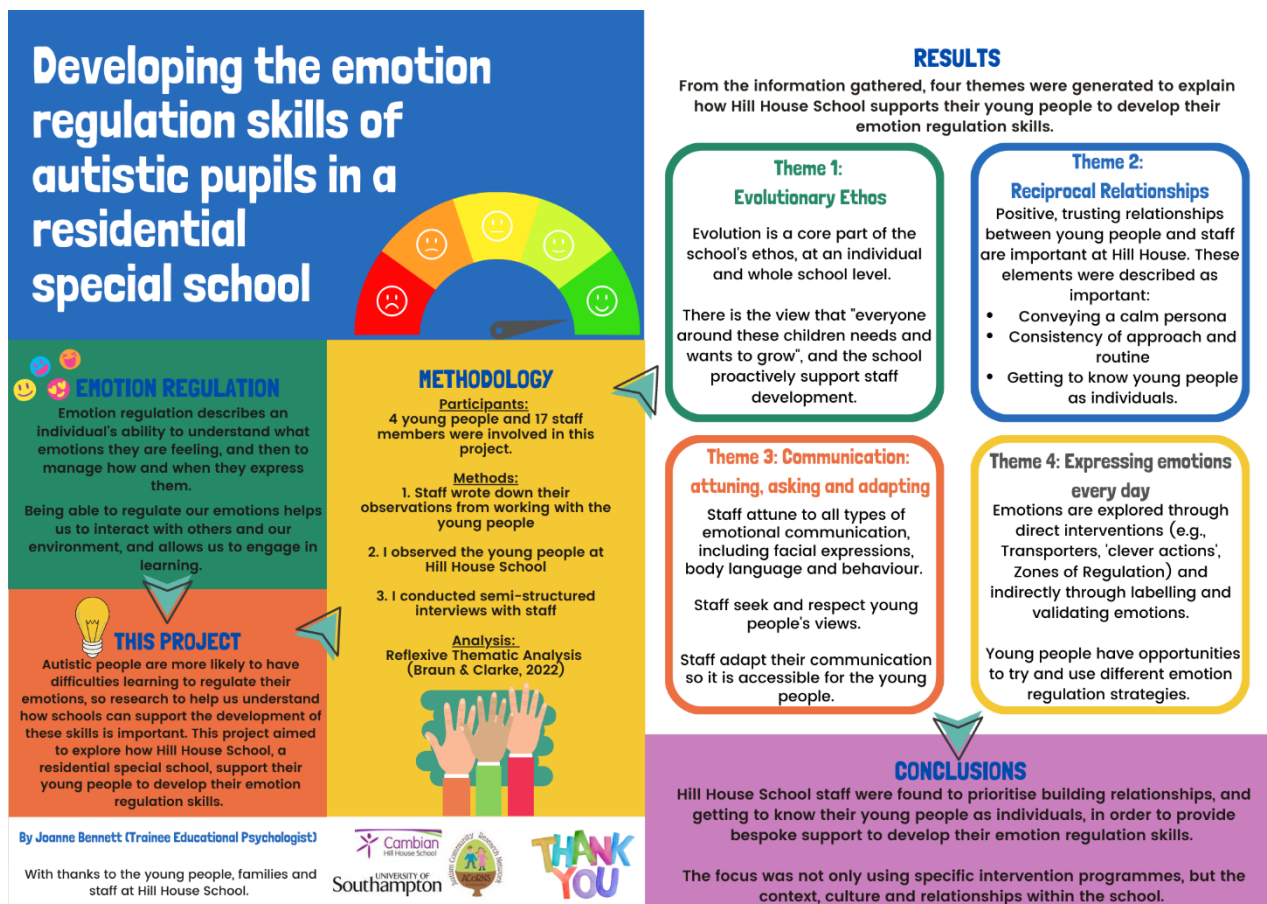 Developing the emotion
regulation skills of
autistic pupils in a
residential
special school
EMOTION REGULATION
Emotion regulation describes an
individual's ability to understand what
emotions they are feeling, and then to
manage how and when they express
them.
Being able to regulate our emotions helps
us to interact with others and our
environment, and allows us to engage in
learning.
THIS PROJECT
Autistic people are more likely to have
difficulties learning to regulate their
emotions, so research to help us understand
how schools can support the development of
these skills is important. This project aimed
to explore how Hill House School, a
residential special school, support their
young people to develop their emotion
regulation skills.
METHODOLOGY
Participants:
4 young people and 17 staff
members were involved in this
project.
Methods:
1. Staff wrote down their
observations from working with the
young people
2. I observed the young people at
Hill House School
3. I conducted semi-structured
interviews with staff
Analysis:
Reflexive Thematic Analysis
(Braun & Clarke, 2022)
By Joanne Bennett (Trainee Educational Psychologist)
With thanks to the young people, families and
staff at Hill House School.
Cambian
Hill House School
UNIVERSITY OF
Southampton
Autism Community Research Network
ACoRNS
THANK
YOU
RESULTS
From the information gathered, four themes were generated to explain
how Hill House School supports their young people to develop their
emotion regulation skills.
Theme 1:
Evolutionary Ethos
Evolution is a core part of the
school's ethos, at an individual
and whole school level.
There is the view that "everyone
around these children needs and
wants to grow", and the school
proactively support staff
development.
Theme 2:
Reciprocal Relationships
Positive, trusting relationships
between young people and staff
are important at Hill House. These
elements were described as
important:
• Conveying a calm persona
• Consistency of approach and
routine
• Getting to know young people
as individuals.
Theme 3: Communication:
attuning, asking and adapting
Staff attune to all types of
emotional communication,
including facial expressions,
body language and behaviour.
Staff seek and respect young
people's views.
Staff adapt their communication
so it is accessible for the young
people.
Theme 4: Expressing emotions
every day
Emotions are explored through
direct interventions (e.g.,
Transporters, 'clever actions',
Zones of Regulation) and
indirectly through labelling and
validating emotions.
Young people have opportunities
to try and use different emotion
regulation strategies.
CONCLUSIONS
Hill House School staff were found to prioritise building relationships, and
getting to know their young people as individuals, in order to provide
bespoke support to develop their emotion regulation skills.
The focus was not only using specific intervention programmes, but the
context, culture and relationships within the school.